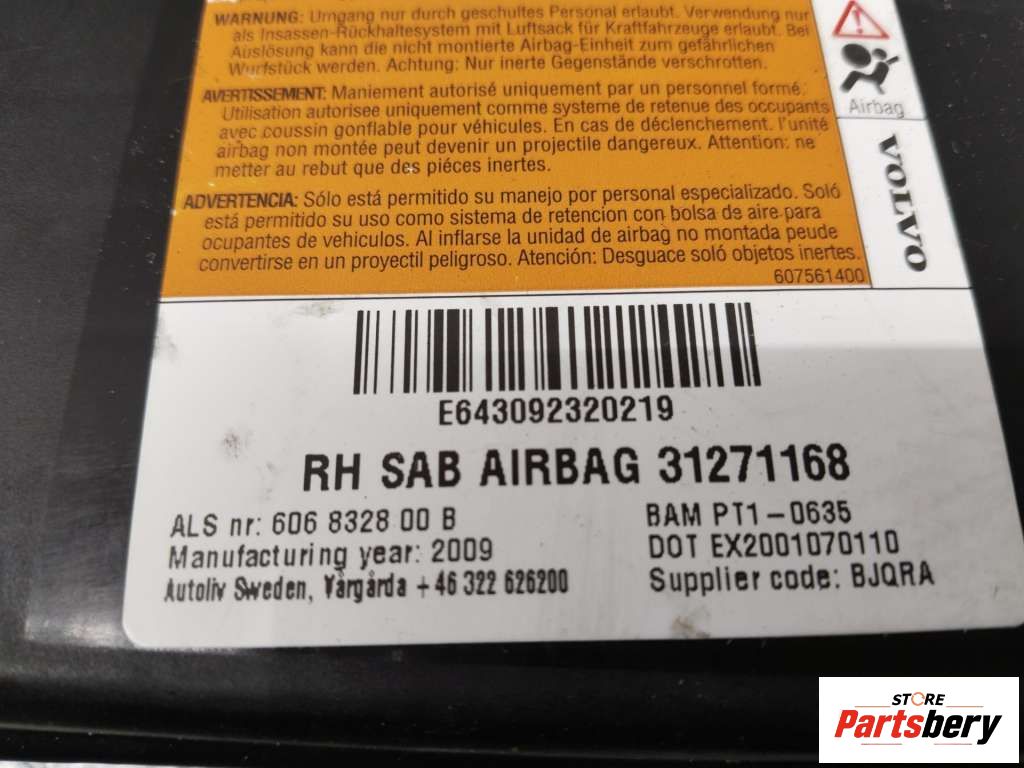 WARNUNG: Umgang nur durch geschultes Personal erlaubt. Verwendung nur
als Insassen-Rückhaltesystem mit Luftsack für Kraftfahrzeuge erlaubt. Bei
Auslösung kann die nicht montierte Airbag-Einheit zum gefährlichen
Wurfstück werden. Achtung: Nur inerte Gegenstände verschrotten.
AVERTISSEMENT: Maniement autorisé uniquement par un personnel formé.
Utilisation autorisee uniquement comme systeme de retenue des occupants
avec coussin gonflable pour véhicules. En cas de déclenchement. l'unité
airbag non montée peut devenir un projectile dangereux. Attention: ne
metter au rebut que des piéces inertes.
ADVERTENCIA: Sólo está permitido su manejo por personal especializado. Soló
está permitido su uso como sistema de retencion con bolsa de aire para
ocupantes de vehiculos. Al inflarse la unidad de airbag no montada peude
convertirse en un proyectil peligroso. Atención: Desguace soló objetos inertes.
607561400
Airbag
VOLVO
E643092320219
RH SAB AIRBAG 31271168
ALS nr: 606 8328 00 B
Manufacturing year: 2009
Autoliv Sweden, Vårgårda +46 322 626200
BAM PT1-0635
DOT EX2001070110
Supplier code: BJQRA
STORE
Partsbery